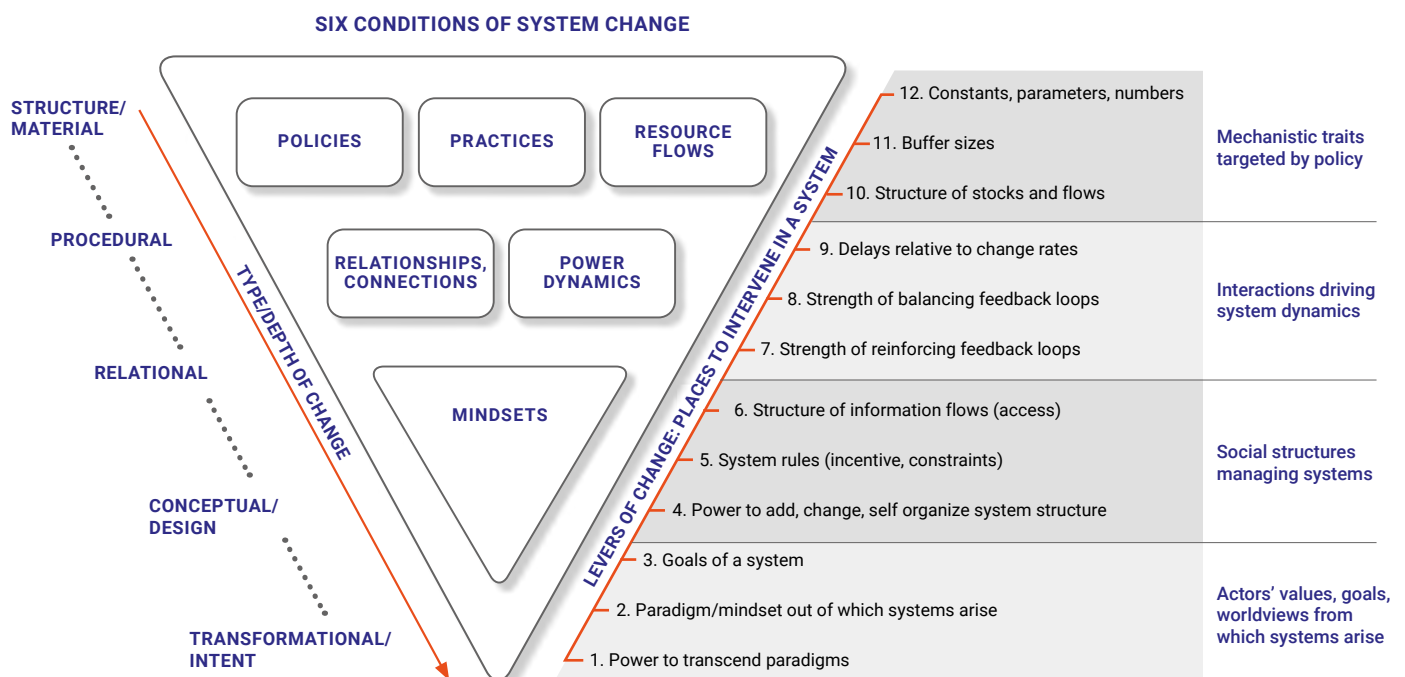 SIX CONDITIONS OF SYSTEM CHANGE
STRUCTURE/
MATERIAL
PROCEDURAL
RELATIONAL
CONCEPTUAL/
DESIGN
TRANSFORMATIONAL/
INTENT
TYPE/DEPTH OF CHANGE
POLICIES
PRACTICES
RESOURCE
FLOWS
RELATIONSHIPS,
CONNECTIONS
POWER
DYNAMICS
MINDSETS
LEVERS OF CHANGE: PLACES TO INTERVENE IN A SYSTEM
12. Constants, parameters, numbers
11. Buffer sizes
10. Structure of stocks and flows
Mechanistic traits
targeted by policy
9. Delays relative to change rates
8. Strength of balancing feedback loops
7. Strength of reinforcing feedback loops
Interactions driving
system dynamics
6. Structure of information flows (access)
5. System rules (incentive, constraints)
4. Power to add, change, self organize system structure
Social structures
managing systems
3. Goals of a system
2. Paradigm/mindset out of which systems arise
1. Power to transcend paradigms
Actors’ values, goals,
worldviews from
which systems arise